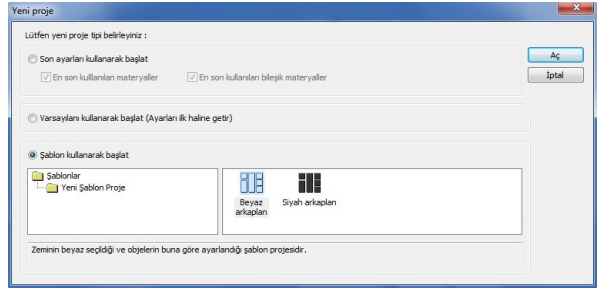 Yeni proje
Lütfen yeni proje tipi belirleyiniz :
Son ayarları kullanarak başlat
Aç
En son kullanılan materyaller
En son kullanılan bileşik materyaller
İptal
Varsayılanı kullanarak başlat (Ayarları ilk haline getir)
Şablon kullanarak başlat
Şablonlar
Yeni Şablon Proje
Beyaz
arkaplan
Siyah arkaplan
Zeminin beyaz seçildiği ve objelerin buna göre ayarlandığı şablon projesidir.